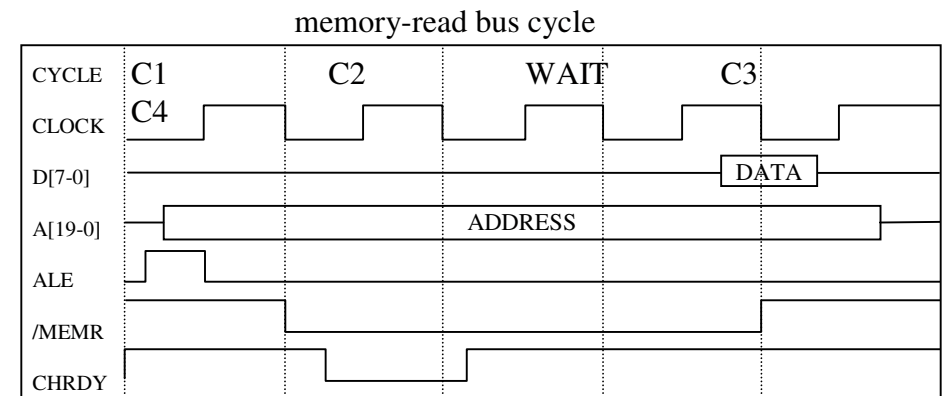 memory-read bus cycle
CYCLE C1 C2 WAIT C3
C4
CLOCK
D[7-0] DATA
A[19-0] ADDRESS
ALE
/MEMR
CHRDY